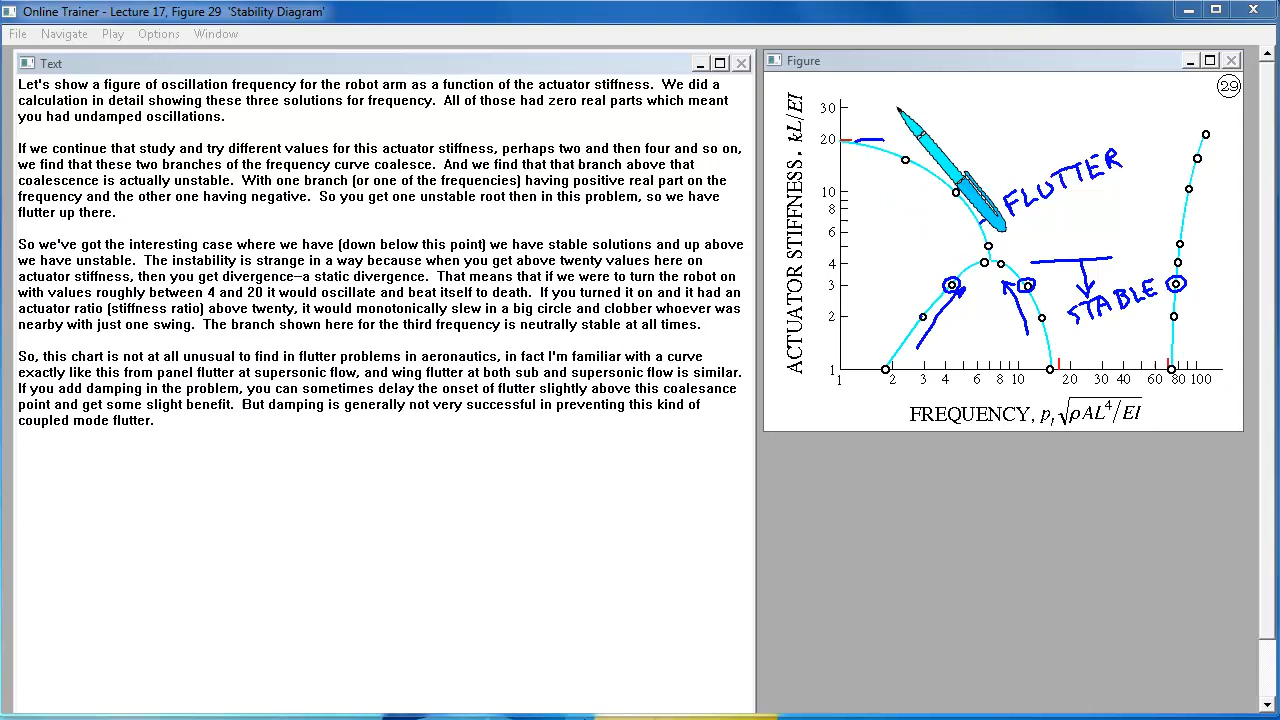 Online Trainer - Lecture 17, Figure 29 'Stability Diagram'
File Navigate Play Options Window
Text
Let's show a figure of oscillation frequency for the robot arm as a function of the actuator stiffness. We did a
calculation in detail showing these three solutions for frequency. All of those had zero real parts which meant
you had undamped oscillations.
If we continue that study and try different values for this actuator stiffness, perhaps two and then four and so on,
we find that these two branches of the frequency curve coalesce. And we find that that branch above that
coalescence is actually unstable. With one branch (or one of the frequencies) having positive real part on the
frequency and the other one having negative. So you get one unstable root then in this problem, so we have
flutter up there.
So we've got the interesting case where we have (down below this point) we have stable solutions and up above
we have unstable. The instability is strange in a way because when you get above twenty values here on
actuator stiffness, then you get divergence--a static divergence. That means that if we were to turn the robot on
with values roughly between 4 and 20 it would oscillate and beat itself to death. If you turned it on and it had an
actuator ratio (stiffness ratio) above twenty, it would monotonically slew in a big circle and clobber whoever was
nearby with just one swing. The branch shown here for the third frequency is neutrally stable at all times.
So, this chart is not at all unusual to find in flutter problems in aeronautics, in fact I'm familiar with a curve
exactly like this from panel flutter at supersonic flow, and wing flutter at both sub and supersonic flow is similar.
If you add damping in the problem, you can sometimes delay the onset of flutter slightly above this coalesance
point and get some slight benefit. But damping is generally not very successful in preventing this kind of
coupled mode flutter.
Figure
29
ACTUATOR STIFFNESS, kL/EI
30
20
10
8
6
4
3
2
1
FLUTTER
STABLE
1 2 3 4 6 8 10 20 30 40 60 80 100
FREQUENCY, p_I √(ρAL⁴/EI)